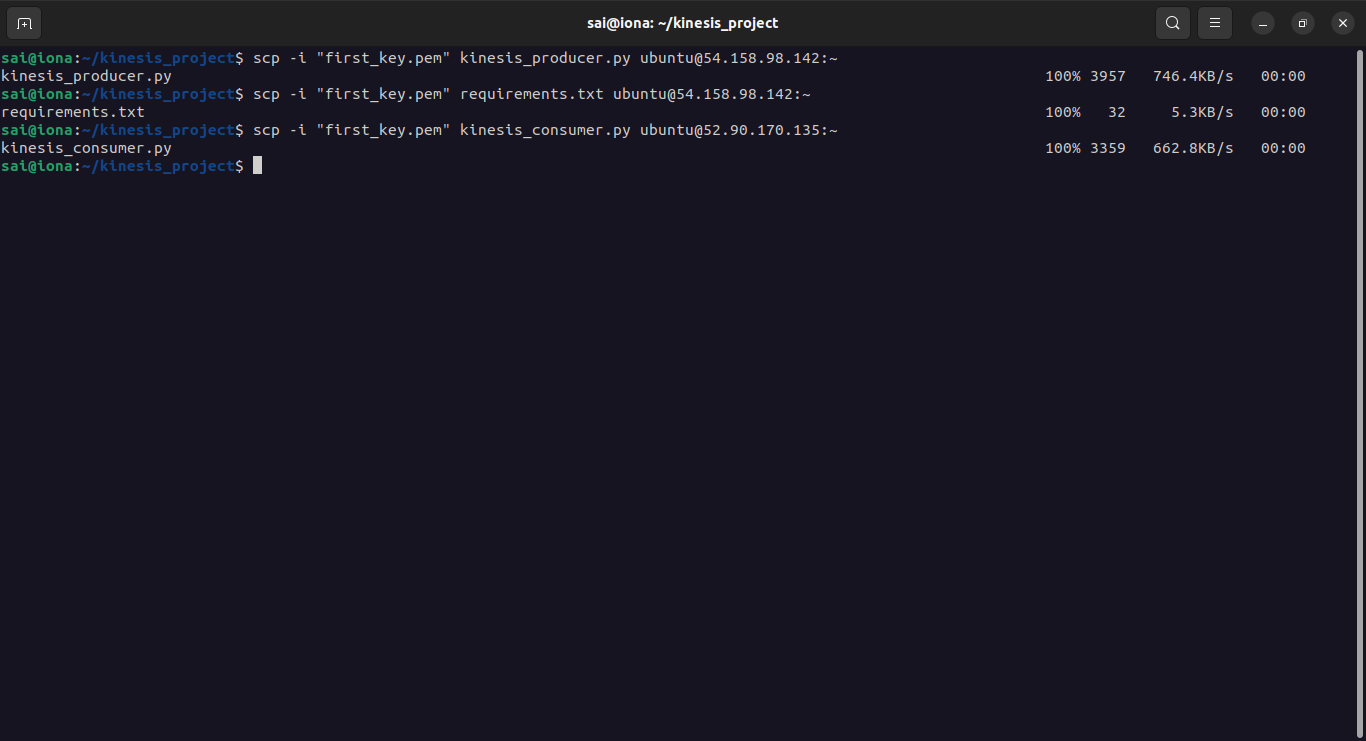 sai@iona: ~/kinesis_project
sai@iona:~/kinesis_project$ scp -i "first_key.pem" kinesis_producer.py ubuntu@54.158.98.142:~
kinesis_producer.py 100% 3957 746.4KB/s 00:00
sai@iona:~/kinesis_project$ scp -i "first_key.pem" requirements.txt ubuntu@54.158.98.142:~
requirements.txt 100% 32 5.3KB/s 00:00
sai@iona:~/kinesis_project$ scp -i "first_key.pem" kinesis_consumer.py ubuntu@52.90.170.135:~
kinesis_consumer.py 100% 3359 662.8KB/s 00:00
sai@iona:~/kinesis_project$